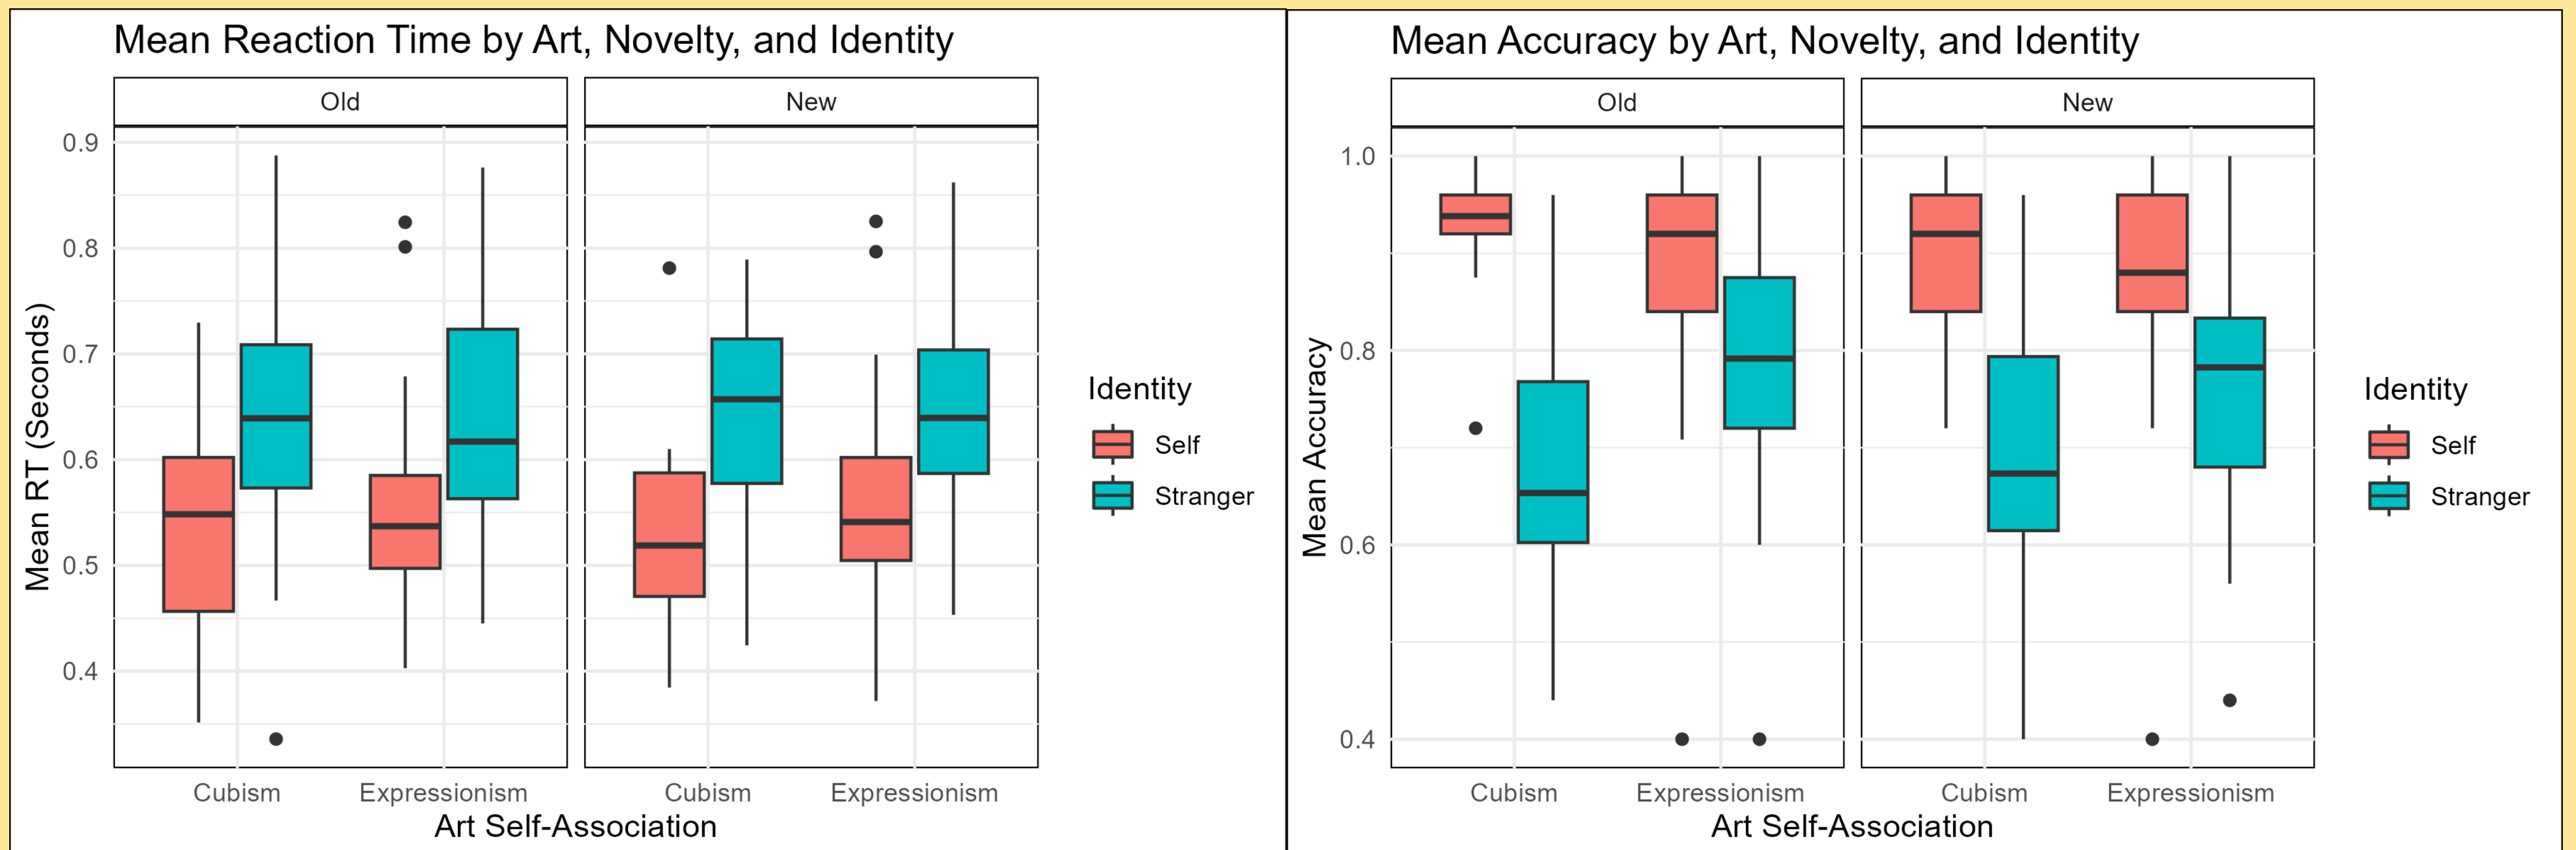 Mean Reaction Time by Art, Novelty, and Identity
Old
New
0.9
0.8
0.7
0.6
0.5
0.4
Mean RT (Seconds)
Cubism
Expressionism
Cubism
Expressionism
Art Self-Association
Identity
Self
Stranger
Mean Accuracy by Art, Novelty, and Identity
Old
New
1.0
0.8
0.6
0.4
Mean Accuracy
Cubism
Expressionism
Cubism
Expressionism
Art Self-Association
Identity
Self
Stranger